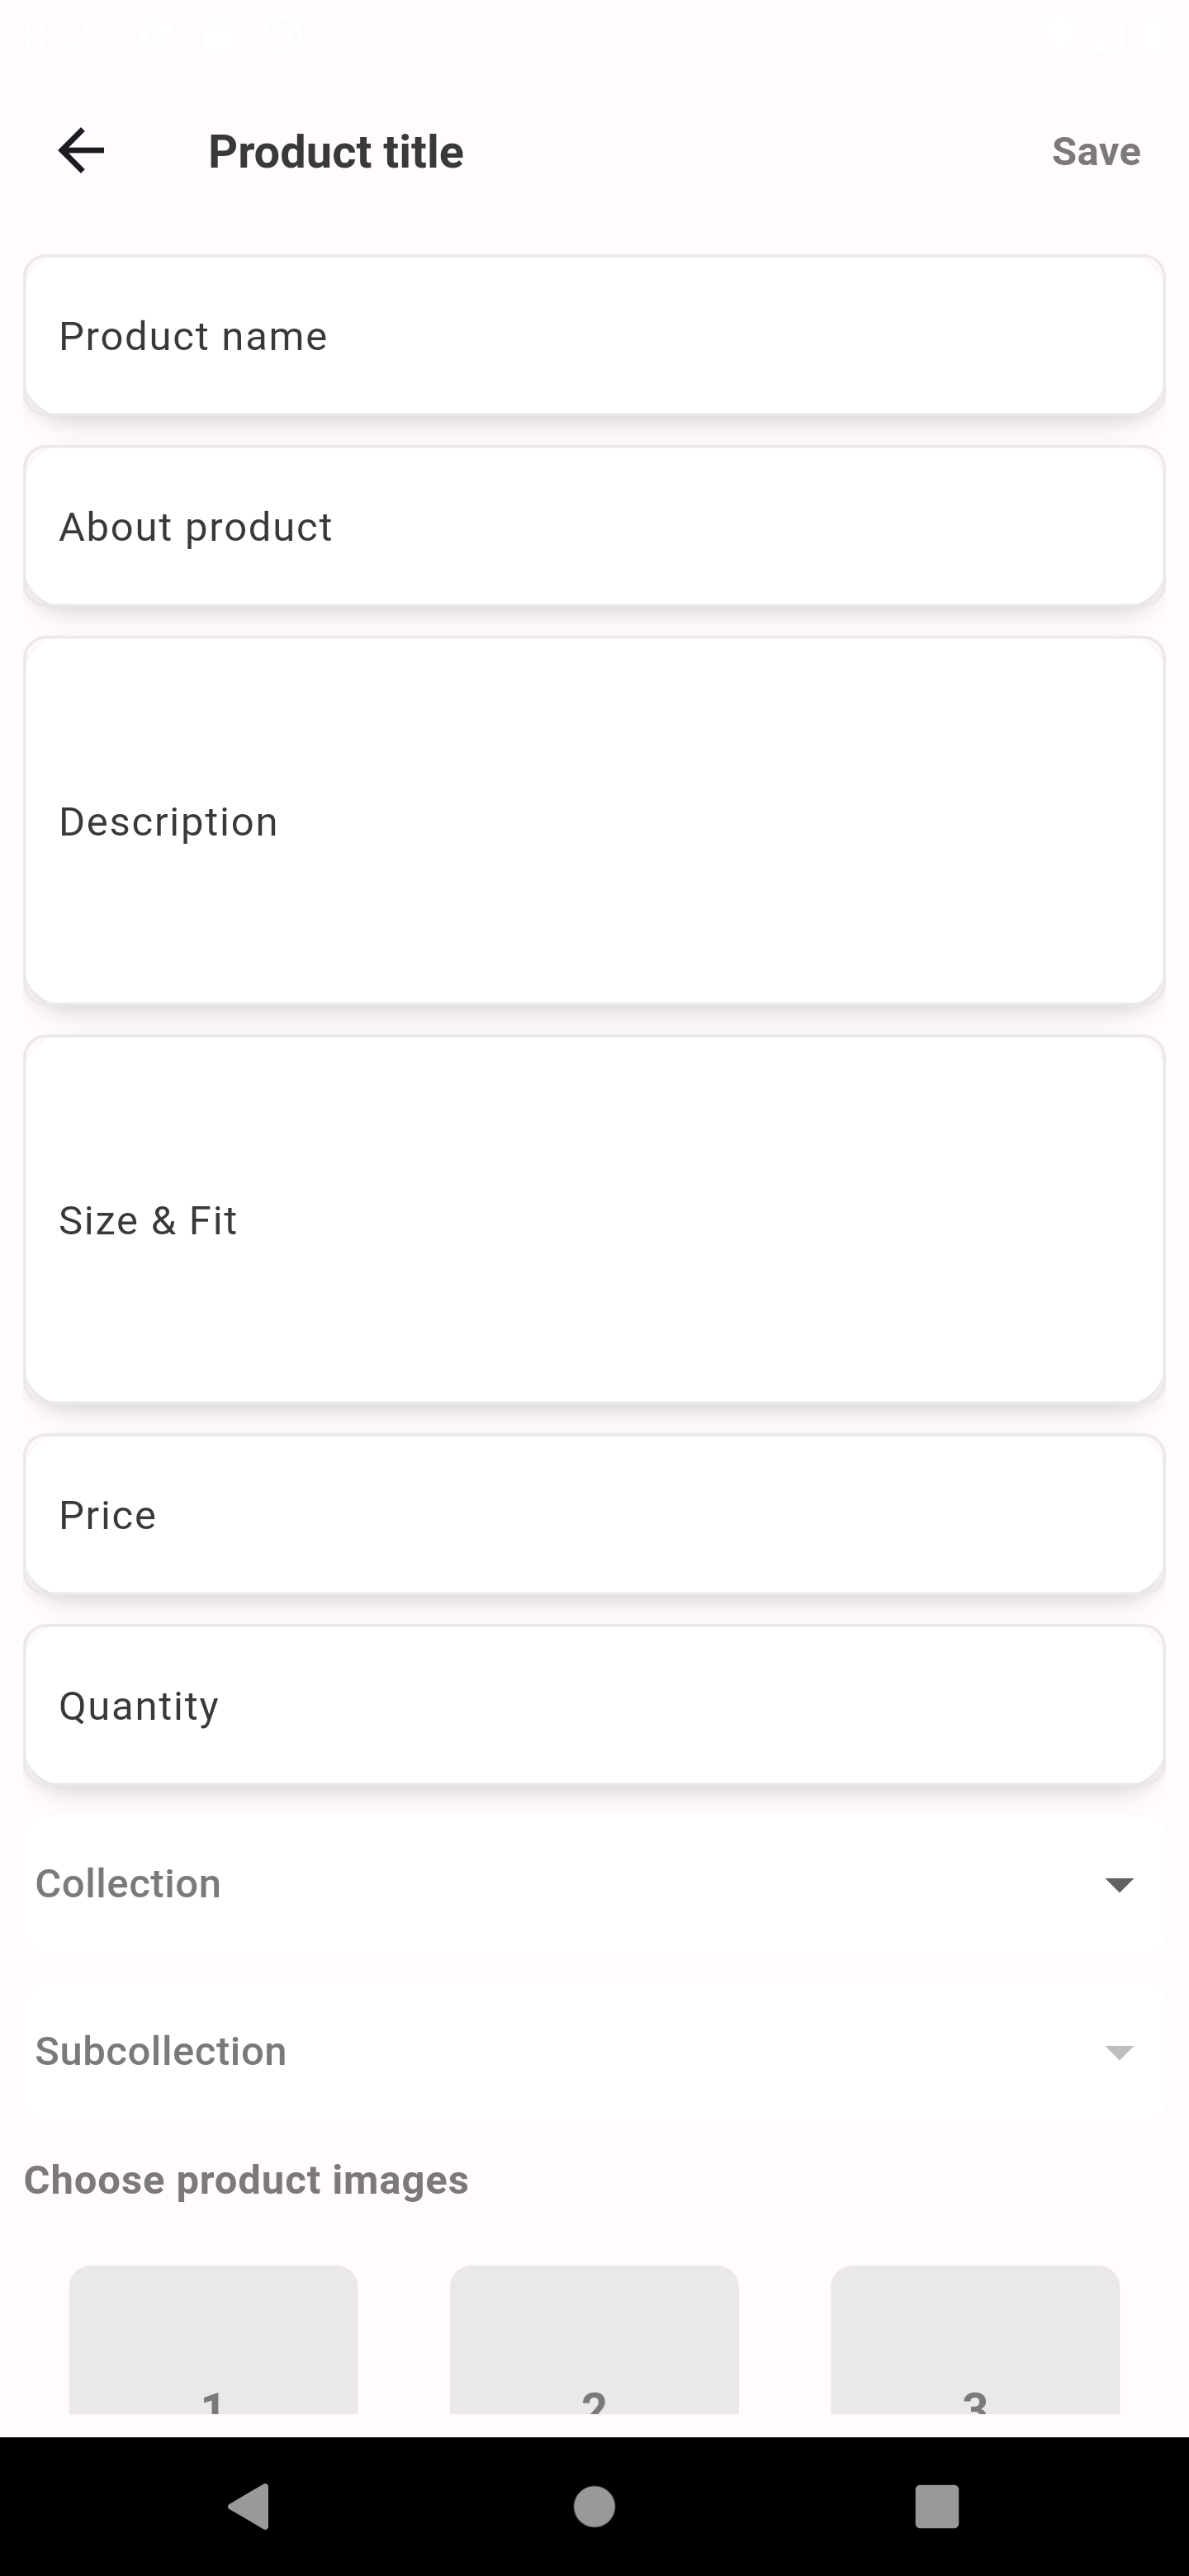 Product title
Save
Product name
About product
Description
Size & Fit
Price
Quantity
Collection
Subcollection
Choose product images
1
2
3